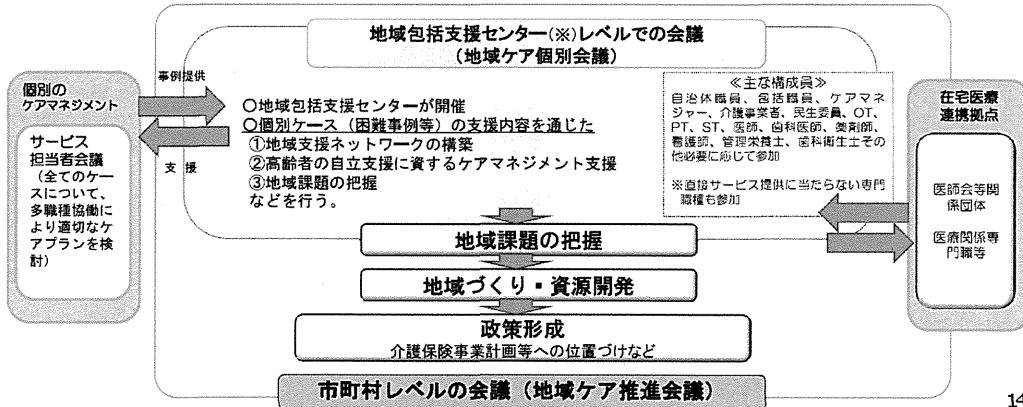 地域包括支援センター(※)レベルでの会議
(地域ケア個別会議)
個別の
ケアマネジメント
サービス
担当者会議
(全てのケー
スについて、
多職種協働に
より適切なケ
アプランを検
討)
事例提供
支 援
〇地域包括支援センターが開催
〇個別ケース(困難事例等)の支援内容を通じた
①地域支援ネットワークの構築
②高齢者の自立支援に資するケアマネジメント支援
③地域課題の把握
などを行う。
≪主な構成員≫
自治体職員、包括職員、ケアマネ
ジャー、介護事業者、民生委員、OT、
PT、ST、医師、歯科医師、薬剤師、
看護師、管理栄養士、歯科衛生士その
他必要に応じて参加
※直接サービス提供に当たらない専門
職種も参加
在宅医療
連携拠点
医師会等関
係団体
医療関係専
門職等
地域課題の把握
地域づくり・資源開発
政策形成
介護保険事業計画等への位置づけなど
市町村レベルの会議(地域ケア推進会議)
14